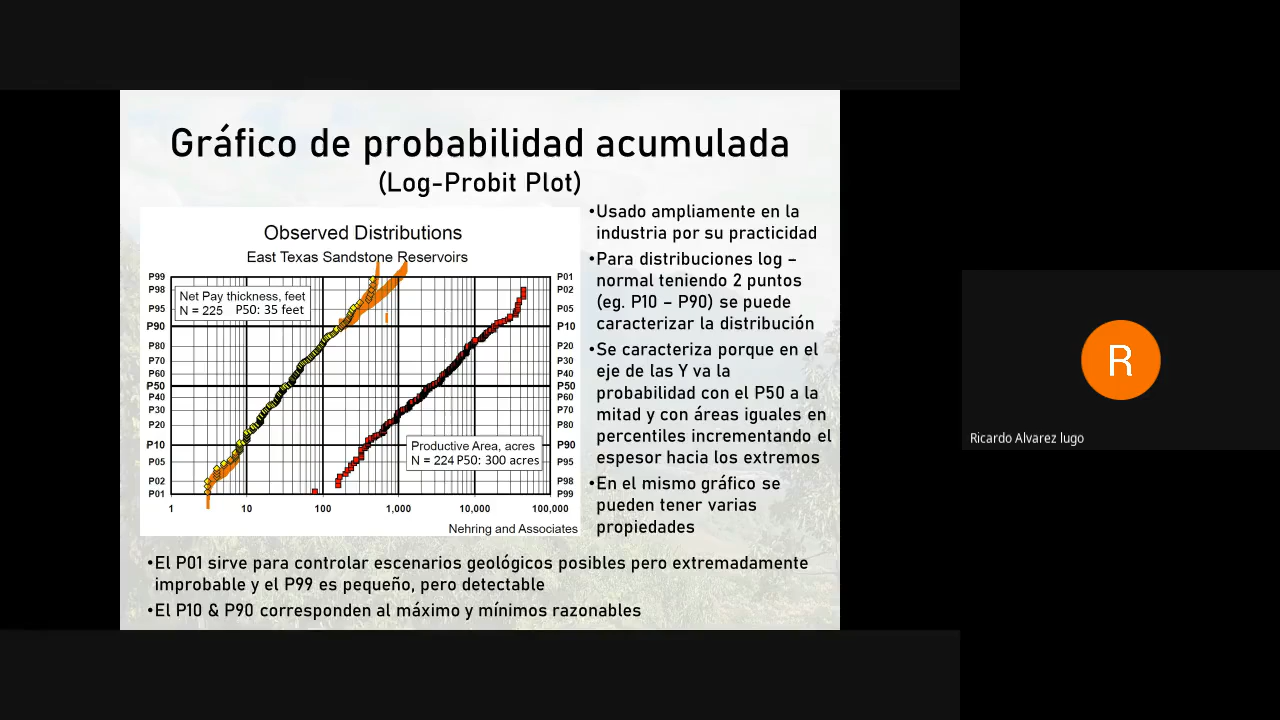 Gráfico de probabilidad acumulada
(Log-Probit Plot)
Observed Distributions
East Texas Sandstone Reservoirs
P99
P98
P95
P90
P80
P70
P60
P50
P40
P30
P20
P10
P05
P02
P01
Net Pay thickness, feet
N = 225 P50: 35 feet
Productive Area, acres
N = 224 P50: 300 acres
P01
P02
P05
P10
P20
P30
P40
P50
P60
P70
P80
P90
P95
P98
P99
1 10 100 1,000 10,000 100,000
Nehring and Associates
•Usado ampliamente en la
industria por su practicidad
•Para distribuciones log –
normal teniendo 2 puntos
(eg. P10 – P90) se puede
caracterizar la distribución
•Se caracteriza porque en el
eje de las Y va la
probabilidad con el P50 a la
mitad y con áreas iguales en
percentiles incrementando el
espesor hacia los extremos
•En el mismo gráfico se
pueden tener varias
propiedades
•El P01 sirve para controlar escenarios geológicos posibles pero extremadamente
improbable y el P99 es pequeño, pero detectable
•El P10 & P90 corresponden al máximo y mínimos razonables
R
Ricardo Alvarez lugo